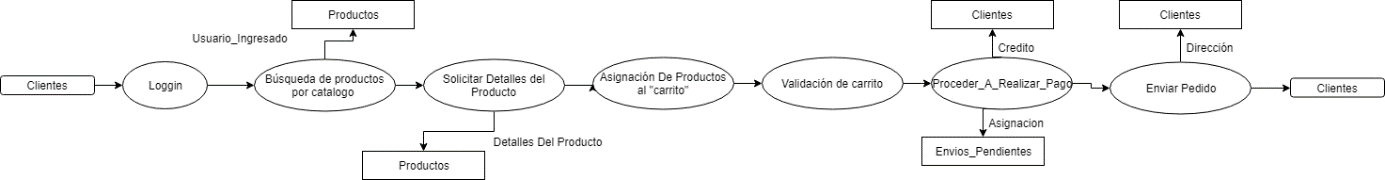 Productos
Clientes
Clientes
Usuario_Ingresado
Credito
Dirección
Clientes
Loggin
Búsqueda de productos
por catalogo
Solicitar Detalles del
Producto
Asignación De Productos
al "carrito"
Validación de carrito
Proceder_A_Realizar_Pago
Enviar Pedido
Clientes
Detalles Del Producto
Asignacion
Productos
Envios_Pendientes